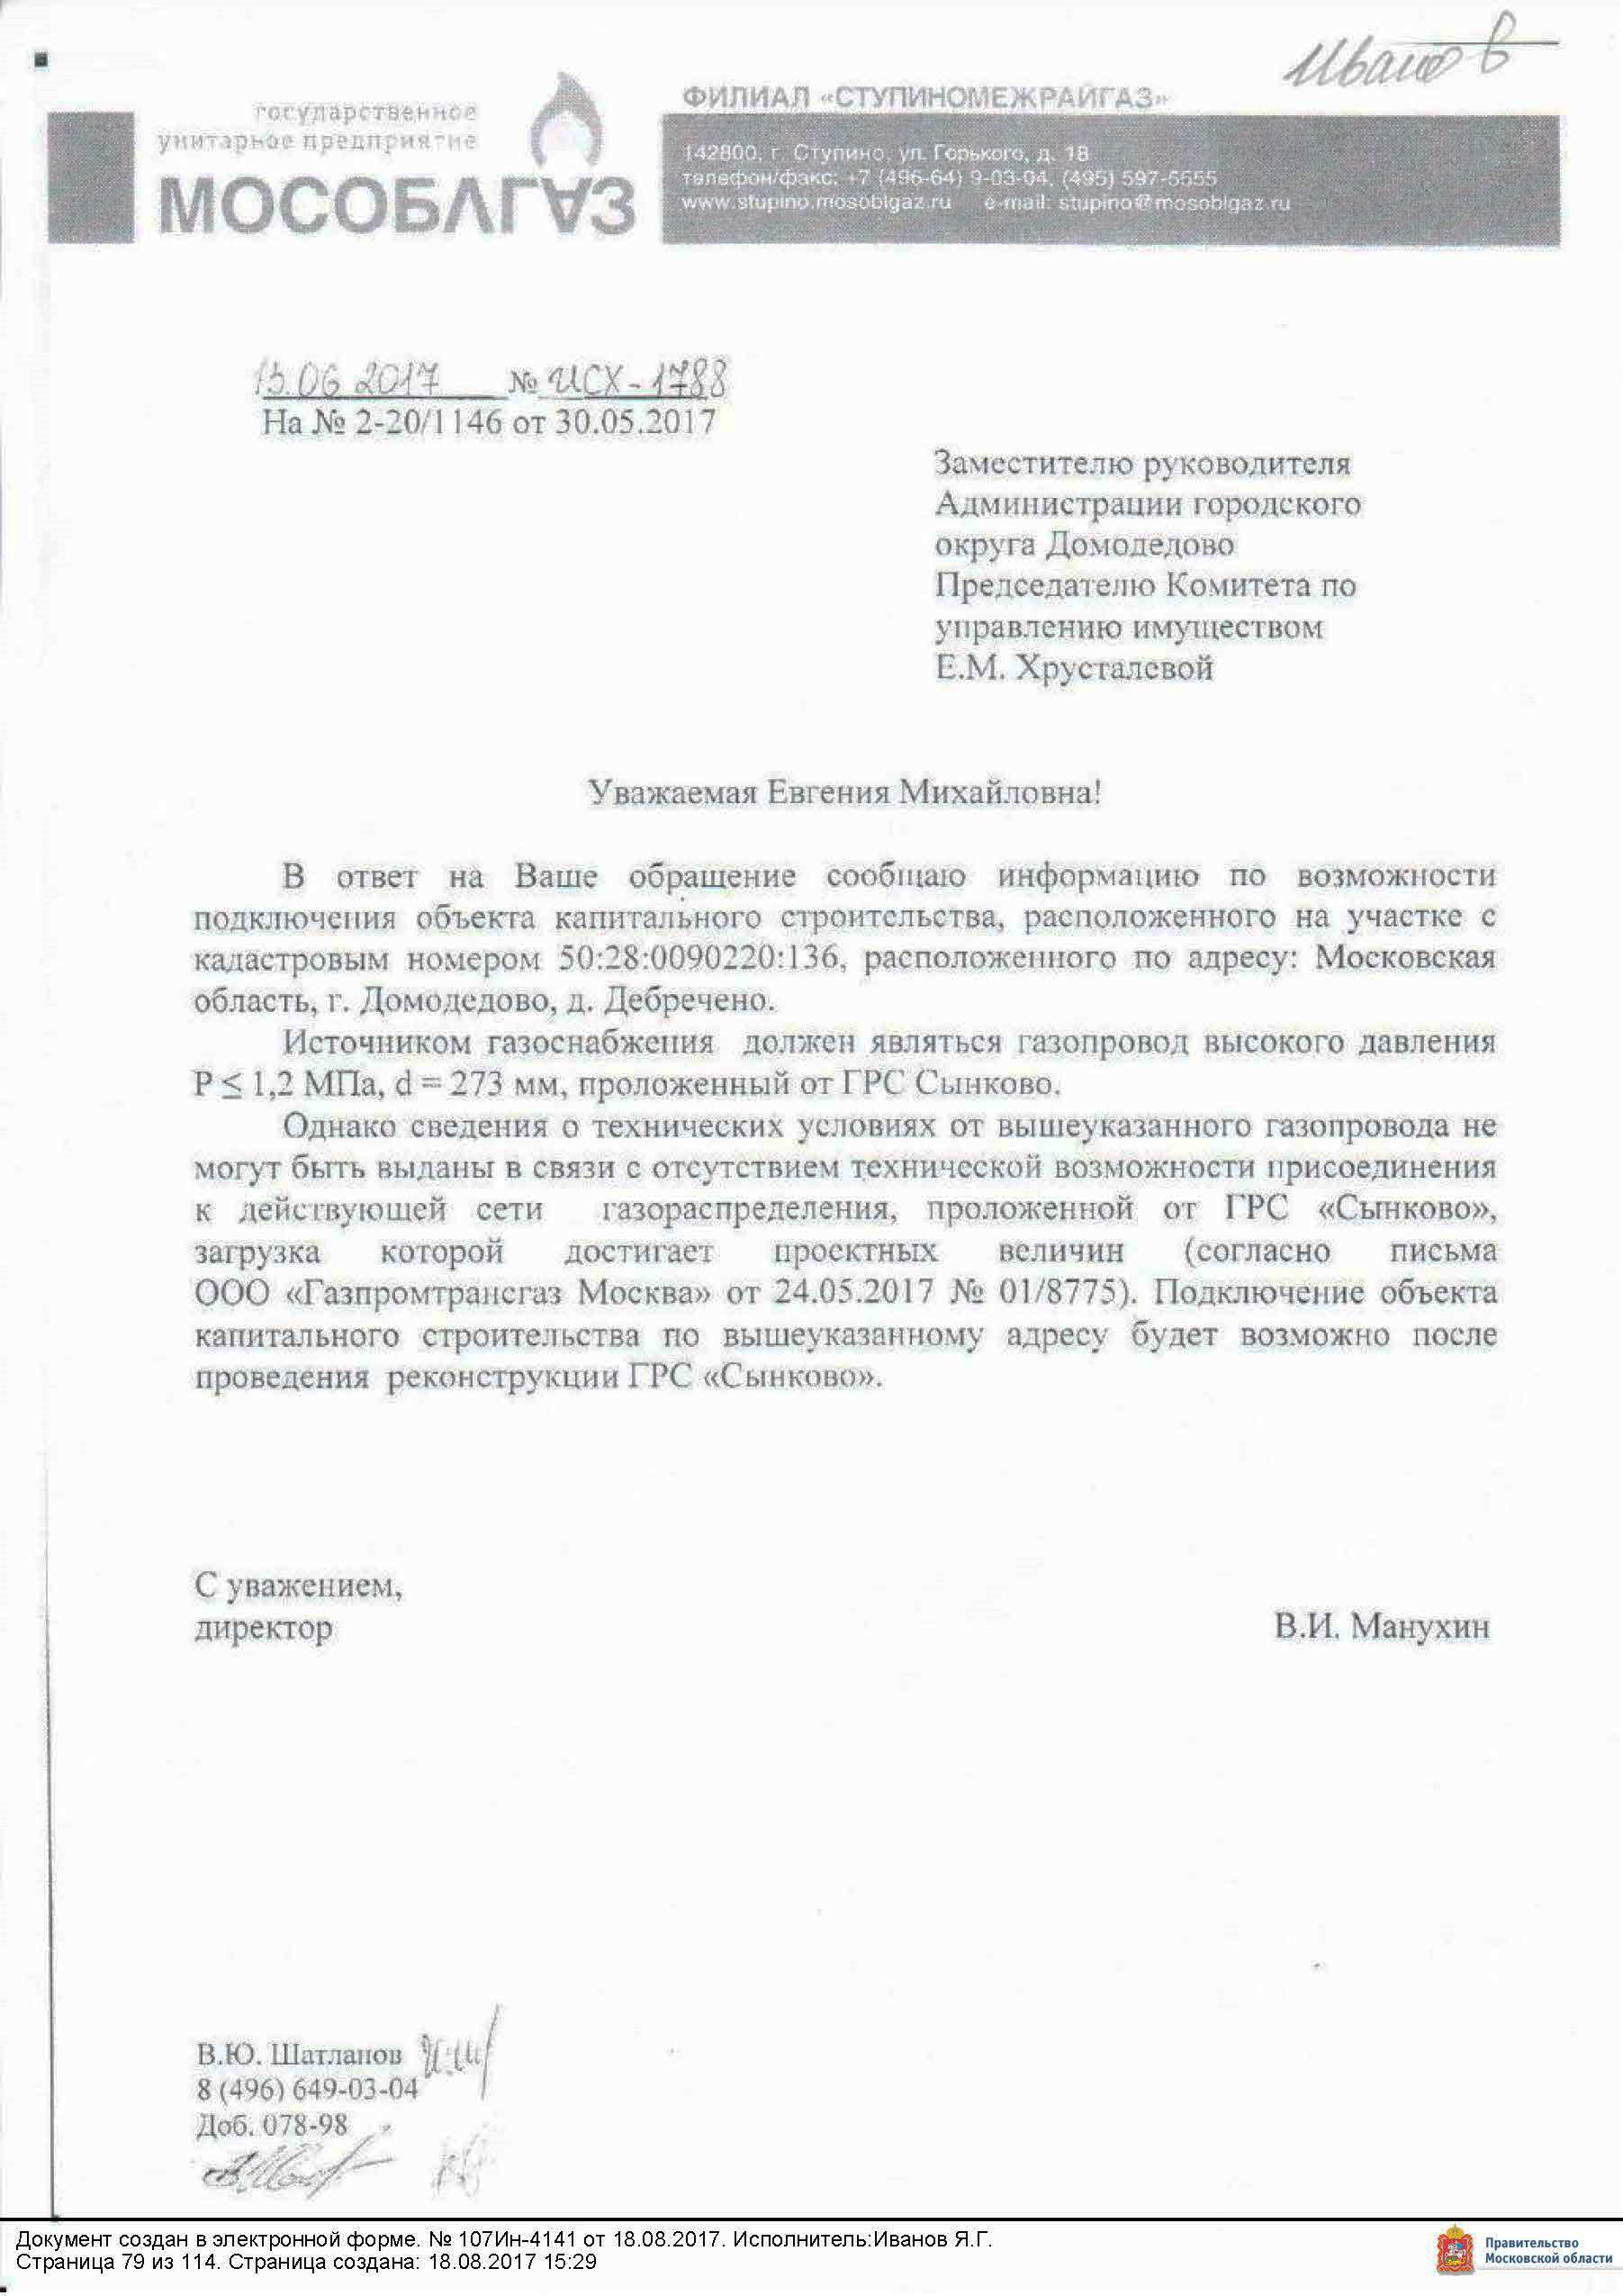 Иванов
государственное
унитарное предприятие
МОСОБЛГАЗ
ФИЛИАЛ «СТУПИНОМЕЖРАЙГАЗ»
142800, г. Ступино, ул. Горького, д. 18
телефон/факс: +7 (496-64) 9-03-04, (495) 597-5555
www.stupino.mosoblgaz.ru e-mail: stupino@mosoblgaz.ru
13.06.2017 № ИСХ-1788
На № 2-20/1146 от 30.05.2017
Заместителю руководителя
Администрации городского
округа Домодедово
Председателю Комитета по
управлению имуществом
Е.М. Хрусталевой
Уважаемая Евгения Михайловна!
В ответ на Ваше обращение сообщаю информацию по возможности
подключения объекта капитального строительства, расположенного на участке с
кадастровым номером 50:28:0090220:136, расположенного по адресу: Московская
область, г. Домодедово, д. Дебречено.
Источником газоснабжения должен являться газопровод высокого давления
Р ≤ 1,2 МПа, d = 273 мм, проложенный от ГРС Сынково.
Однако сведения о технических условиях от вышеуказанного газопровода не
могут быть выданы в связи с отсутствием технической возможности присоединения
к действующей сети газораспределения, проложенной от ГРС «Сынково»,
загрузка которой достигает проектных величин (согласно письма
ООО «Газпромтрансгаз Москва» от 24.05.2017 № 01/8775). Подключение объекта
капитального строительства по вышеуказанному адресу будет возможно после
проведения реконструкции ГРС «Сынково».
С уважением,
директор В.И. Манухин
В.Ю. Шатланов
8 (496) 649-03-04
Доб. 078-98
Документ создан в электронной форме. № 107Ин-4141 от 18.08.2017. Исполнитель:Иванов Я.Г.
Страница 79 из 114. Страница создана: 18.08.2017 15:29
Правительство
Московской области